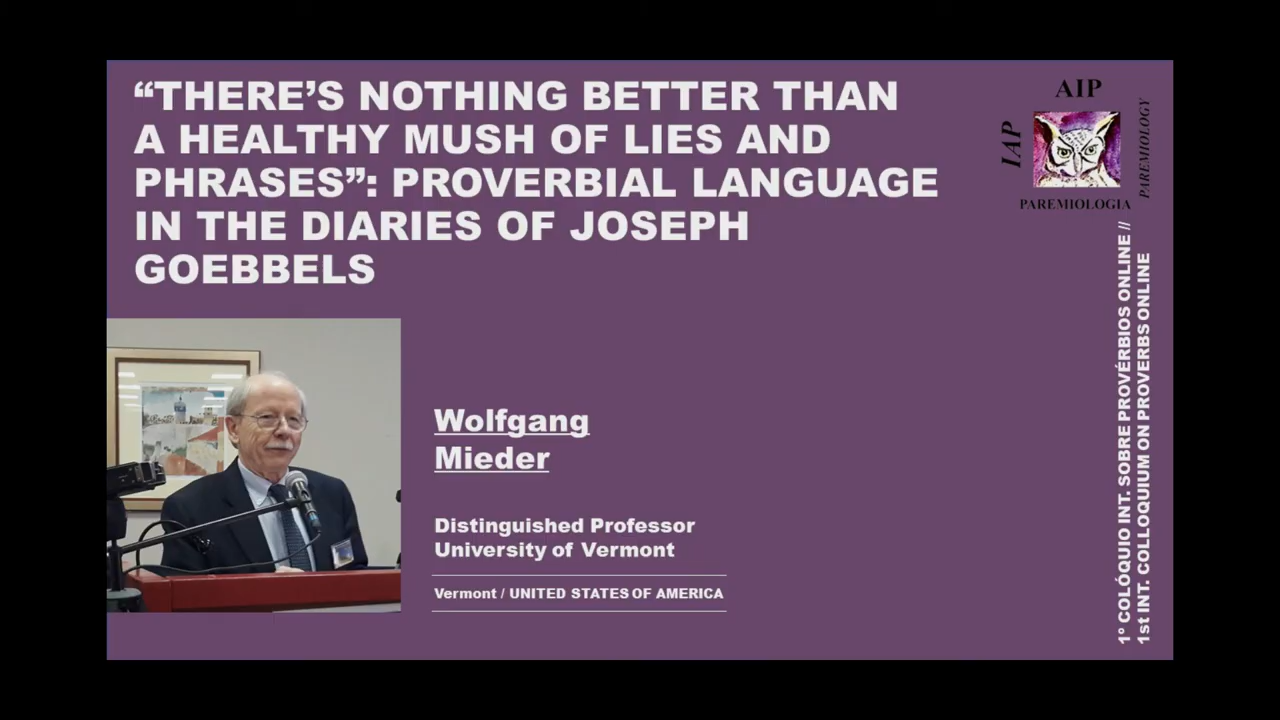 “THERE’S NOTHING BETTER THAN
A HEALTHY MUSH OF LIES AND
PHRASES”: PROVERBIAL LANGUAGE
IN THE DIARIES OF JOSEPH
GOEBBELS
AIP
IAP
PAREMIOLOGY
PAREMIOLOGIA
1º COLÓQUIO INT. SOBRE PROVÉRBIOS ONLINE //
1st INT. COLLOQUIUM ON PROVERBS ONLINE
Wolfgang
Mieder
Distinguished Professor
University of Vermont
Vermont / UNITED STATES OF AMERICA